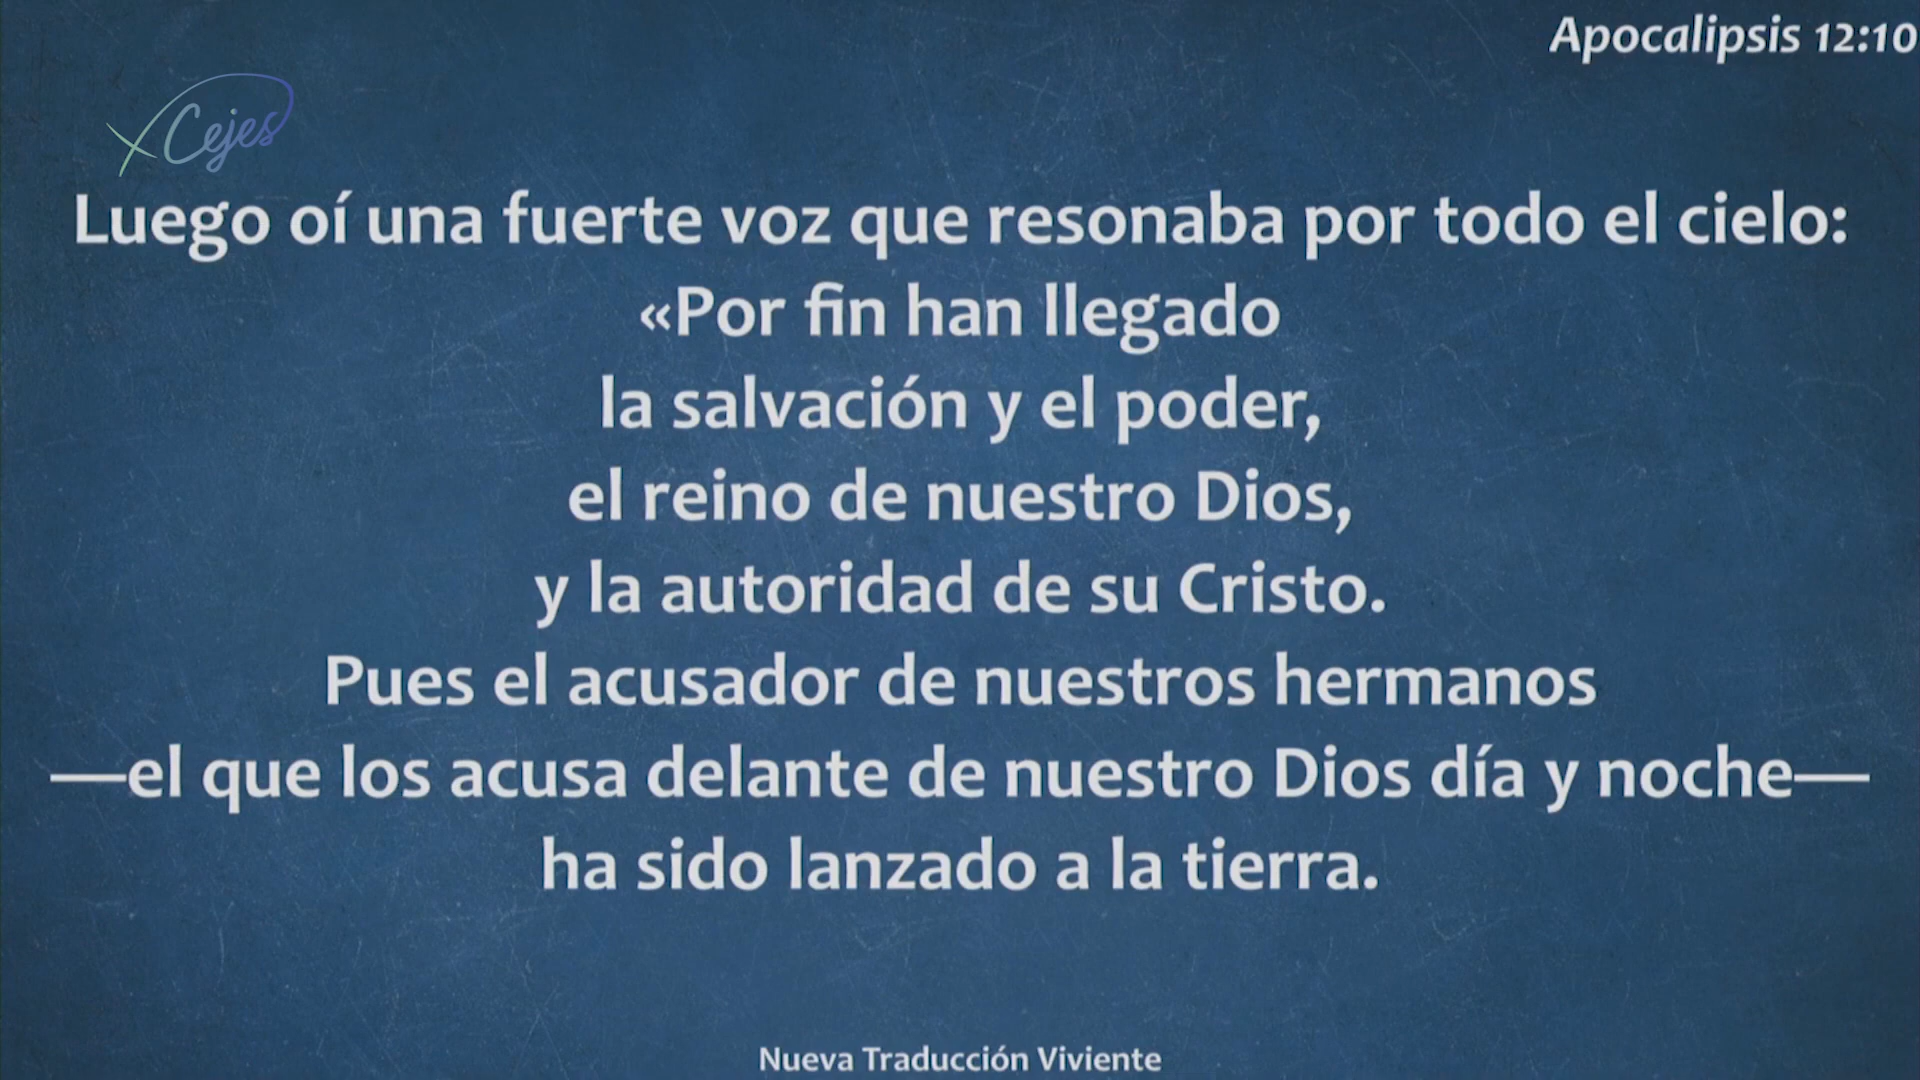 Apocalipsis 12:10
Cejes
Luego oí una fuerte voz que resonaba por todo el cielo:
«Por fin han llegado
la salvación y el poder,
el reino de nuestro Dios,
y la autoridad de su Cristo.
Pues el acusador de nuestros hermanos
—el que los acusa delante de nuestro Dios día y noche—
ha sido lanzado a la tierra.
Nueva Traducción Viviente